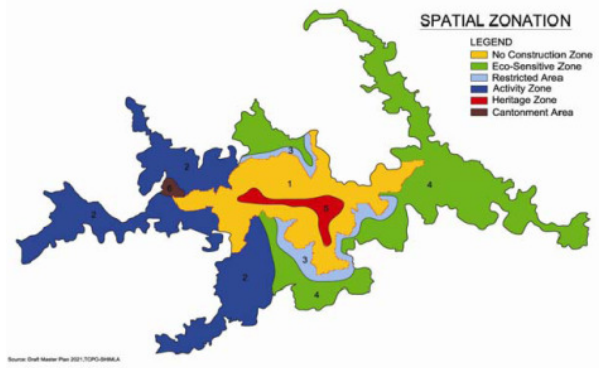 SPATIAL ZONATION
LEGEND
No Construction Zone
Eco-Sensitive Zone
Restricted Area
Activity Zone
Heritage Zone
Cantonment Area
3
2
6
1
4
2
5
3
2
4
Source: Draft Master Plan 2021,TCPO-SHIMLA